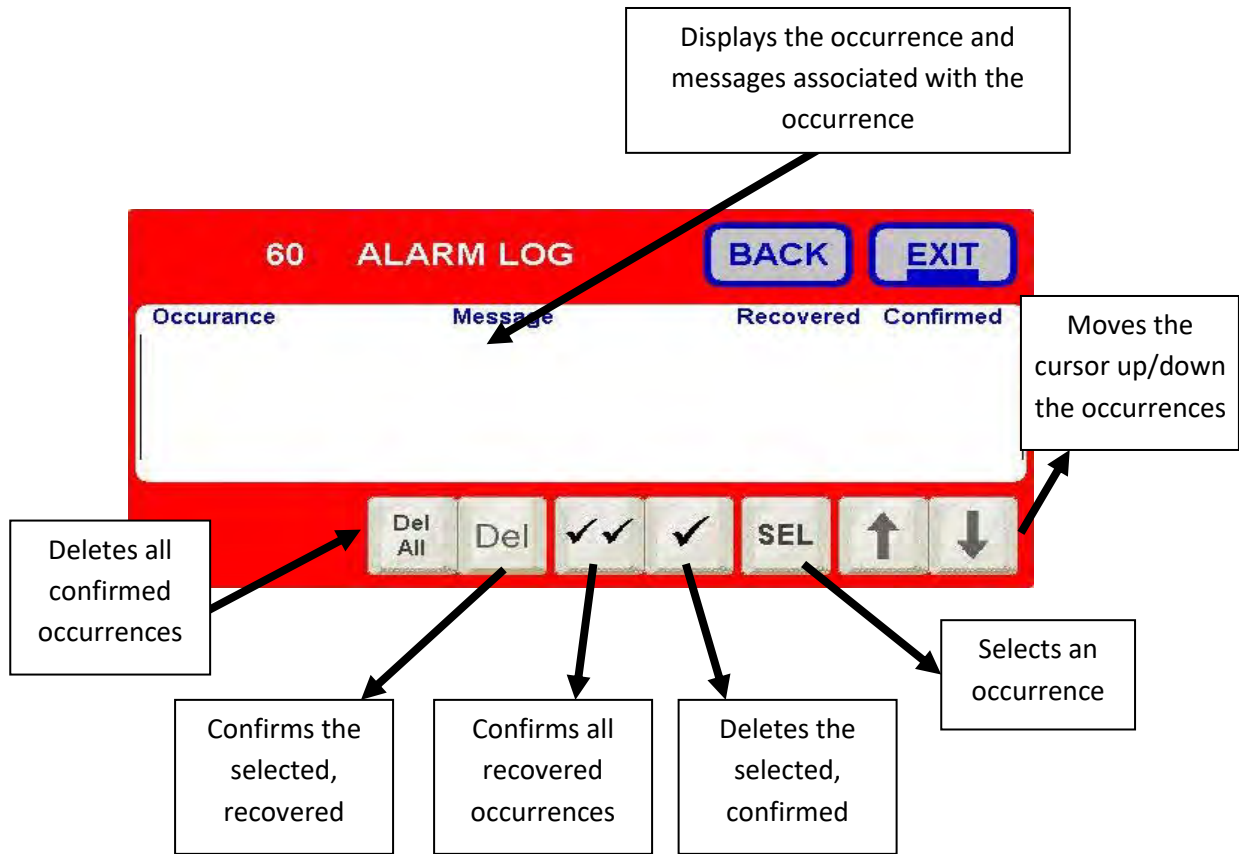 Displays the occurrence and
messages associated with the
occurrence
60 ALARM LOG BACK EXIT
Occurance Message Recovered Confirmed
Moves the
cursor up/down
the occurrences
Del
All
Del ✓✓ ✓ SEL ↑ ↓
Deletes all
confirmed
occurrences
Selects an
occurrence
Confirms the
selected,
recovered
Confirms all
recovered
occurrences
Deletes the
selected,
confirmed